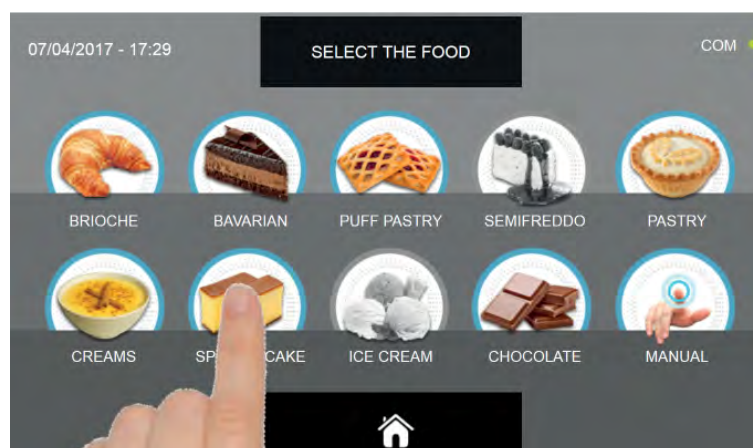 07/04/2017 - 17:29
SELECT THE FOOD
COM
BRIOCHE
BAVARIAN
PUFF PASTRY
SEMIFREDDO
PASTRY
CREAMS
SP CAKE
ICE CREAM
CHOCOLATE
MANUAL